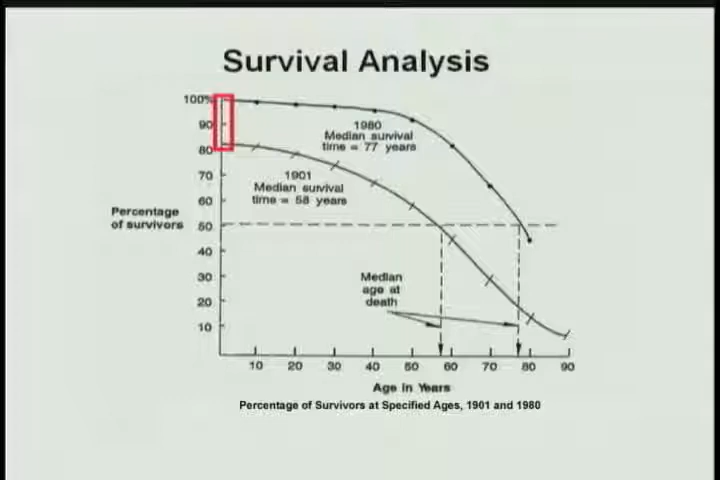 Survival Analysis
100%
90
80
70
60
50
40
30
20
10
Percentage
of survivors
1980
Median survival
time = 77 years
1901
Median survival
time = 58 years
Median
age at
death
10 20 30 40 50 60 70 80 90
Age in Years
Percentage of Survivors at Specified Ages, 1901 and 1980